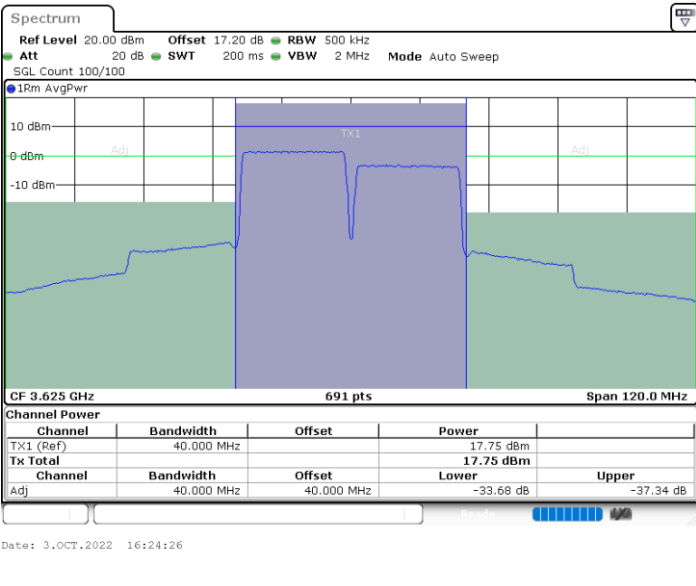 Spectrum
Ref Level 20.00 dBm Offset 17.20 dB RBW 500 kHz
Att 20 dB SWT 200 ms VBW 2 MHz Mode Auto Sweep
SGL Count 100/100
1Rm AvgPwr
10 dBm
TX1
Adj
Adj
0 dBm
-10 dBm
CF 3.625 GHz 691 pts Span 120.0 MHz
Channel Power
Channel Bandwidth Offset Power
TX1 (Ref) 40.000 MHz 17.75 dBm
Tx Total 17.75 dBm
Channel Bandwidth Offset Lower Upper
Adj 40.000 MHz 40.000 MHz -33.68 dB -37.34 dB
Ready
Date: 3.OCT.2022 16:24:26